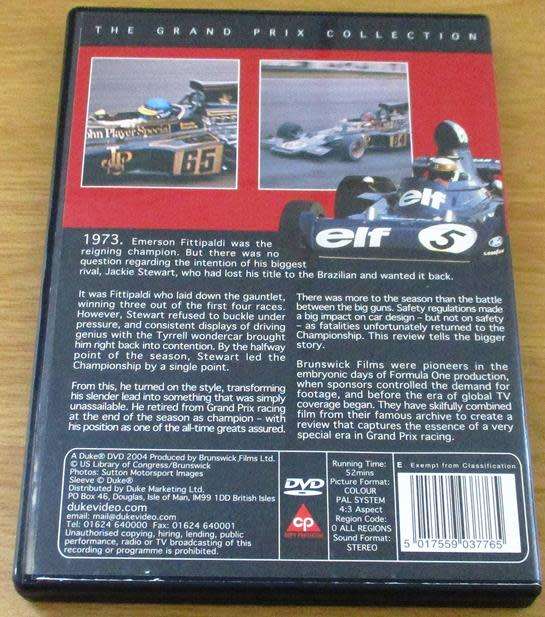 THE GRAND PRIX COLLECTION
John Player Special
JPS
65
64
elf
elf
5
Ford
GOODYEAR
1973. Emerson Fittipaldi was the
reigning champion. But there was no
question regarding the intention of his biggest
rival, Jackie Stewart, who had lost his title to the Brazilian and wanted it back.
It was Fittipaldi who laid down the gauntlet,
winning three out of the first four races.
However, Stewart refused to buckle under
pressure, and consistent displays of driving
genius with the Tyrrell wondercar brought
him right back into contention. By the halfway
point of the season, Stewart led the
Championship by a single point.
From this, he turned on the style, transforming
his slender lead into something that was simply
unassailable. He retired from Grand Prix racing
at the end of the season as champion – with
his position as one of the all-time greats assured.
There was more to the season than the battle
between the big guns. Safety regulations made
a big impact on car design – but not on safety
– as fatalities unfortunately returned to the
Championship. This review tells the bigger
story.
Brunswick Films were pioneers in the
embryonic days of Formula One production,
when sponsors controlled the demand for
footage, and before the era of global TV
coverage began. They have skilfully combined
film from their famous archive to create a
review that captures the essence of a very
special era in Grand Prix racing.
A Duke® DVD 2004 Produced by Brunswick Films Ltd.
© US Library of Congress/Brunswick
Photos: Sutton Motorsport Images
Sleeve © Duke®
Distributed by Duke Marketing Ltd.
PO Box 46, Douglas, Isle of Man, IM99 1DD British Isles
dukevideo.com
email: mail@dukevideo.com
Tel: 01624 640000 Fax: 01624 640001
Unauthorised copying, hiring, lending, public
performance, radio or TV broadcasting of this
recording or programme is prohibited.
DVD
VIDEO
cp
COPY PROTECTED
Running Time:
52mins
Picture Format:
COLOUR
PAL SYSTEM
4:3 Aspect
Region Code:
0 ALL REGIONS
Sound Format:
STEREO
E Exempt from Classification
5 017559 037765